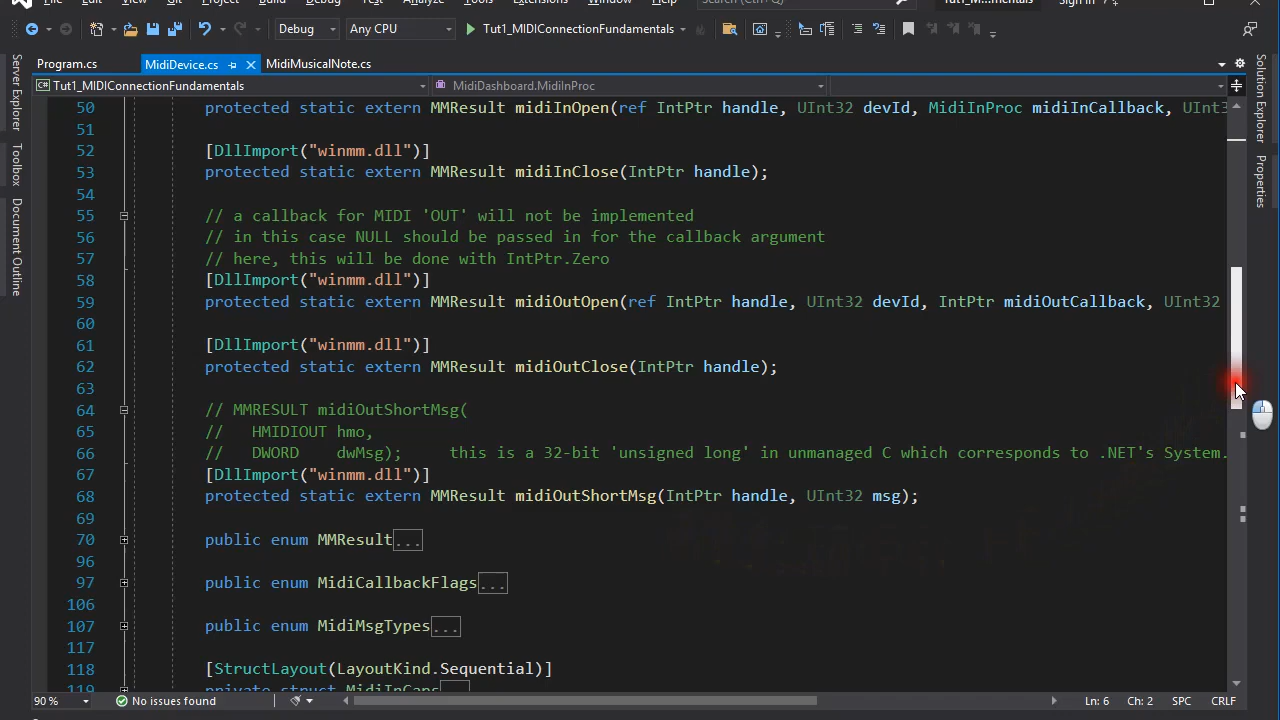 Debug
Any CPU
Tut1_MIDIConnectionFundamentals
Program.cs
MidiDevice.cs
MidiMusicalNote.cs
Tut1_MIDIConnectionFundamentals
MidiDashboard.MidiInProc
Server Explorer
Toolbox
Document Outline
Solution Explorer
Properties
50 protected static extern MMResult midiInOpen(ref IntPtr handle, UInt32 devId, MidiInProc midiInCallback,
51
52 [DllImport("winmm.dll")]
53 protected static extern MMResult midiInClose(IntPtr handle);
54
55 // a callback for MIDI 'OUT' will not be implemented
56 // in this case NULL should be passed in for the callback argument
57 // here, this will be done with IntPtr.Zero
58 [DllImport("winmm.dll")]
59 protected static extern MMResult midiOutOpen(ref IntPtr handle, UInt32 devId, IntPtr midiOutCallback, UInt32
60
61 [DllImport("winmm.dll")]
62 protected static extern MMResult midiOutClose(IntPtr handle);
63
64 // MMRESULT midiOutShortMsg(
65 // HMIDIOUT hmo,
66 // DWORD dwMsg); this is a 32-bit 'unsigned long' in unmanaged C which corresponds to .NET's System.
67 [DllImport("winmm.dll")]
68 protected static extern MMResult midiOutShortMsg(IntPtr handle, UInt32 msg);
69
70 public enum MMResult...
96
97 public enum MidiCallbackFlags...
106
107 public enum MidiMsgTypes...
117
118 [StructLayout(LayoutKind.Sequential)]
119 private struct MidiInCaps
90 %
No issues found
Ln: 6
Ch: 2
SPC
CRLF